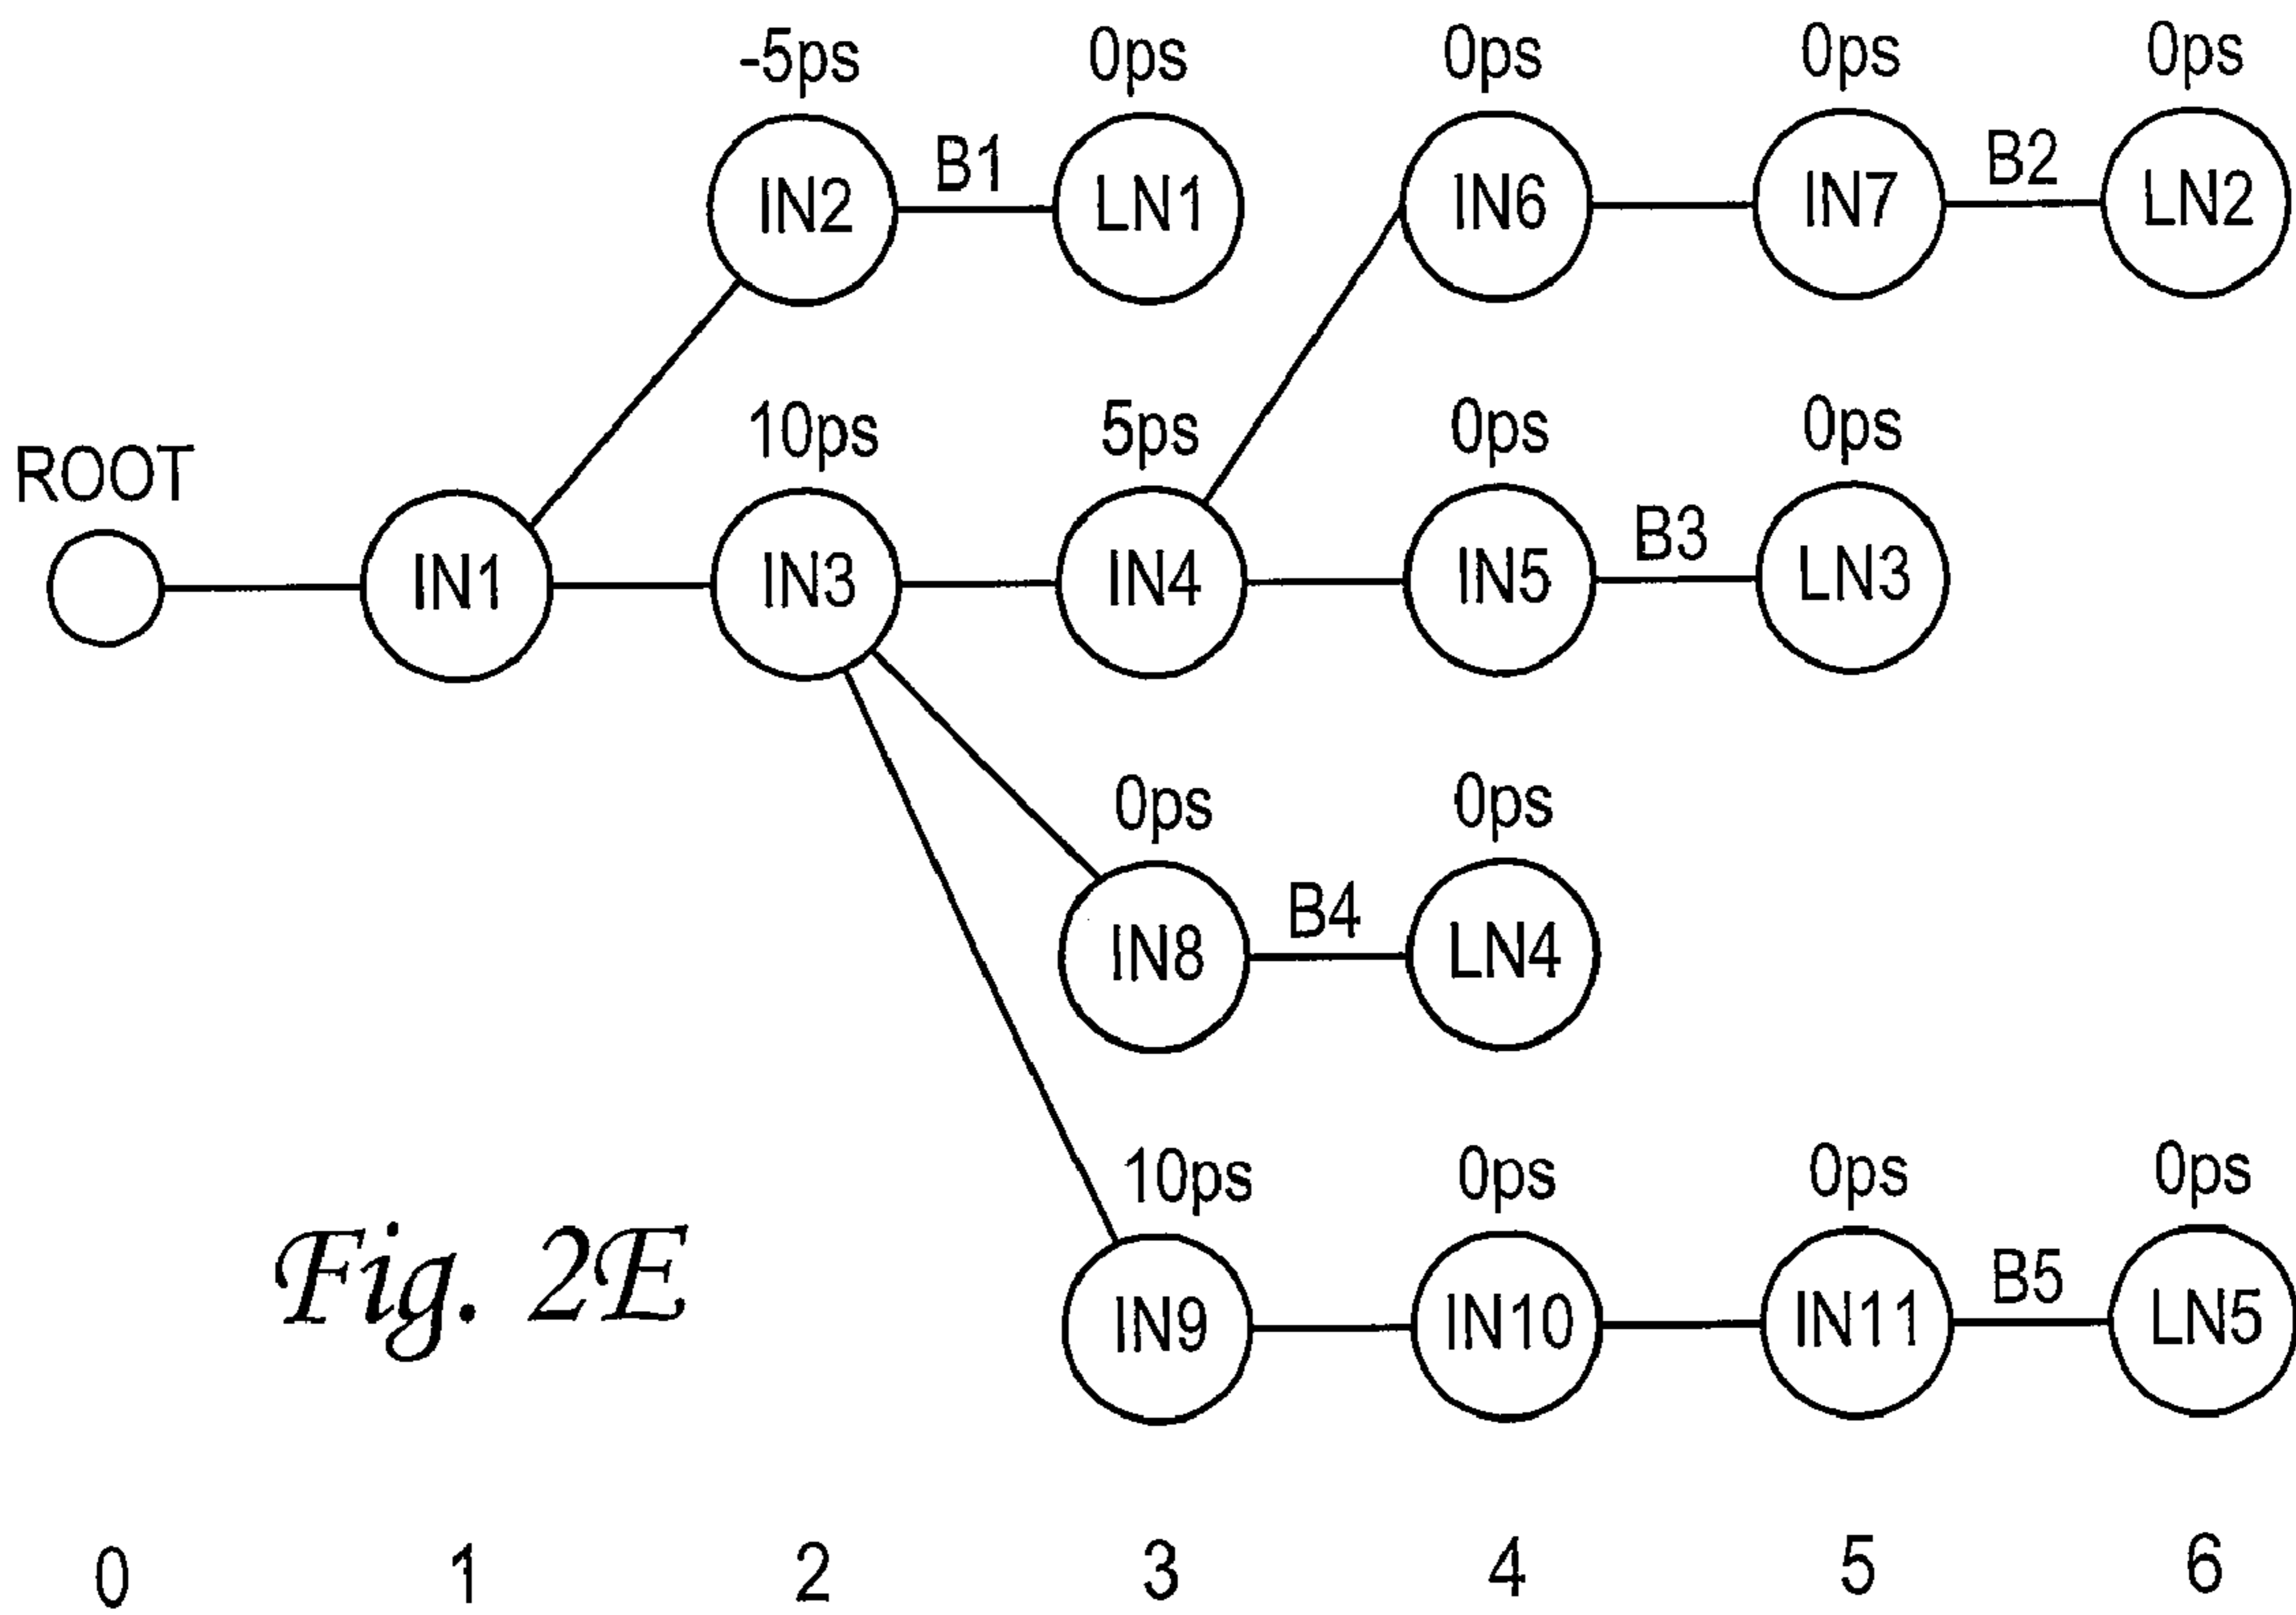 -5ps 0ps 0ps 0ps 0ps
IN2 B1 LN1 IN6 IN7 B2 LN2
10ps 5ps 0ps 0ps
ROOT
IN1 IN3 IN4 IN5 B3 LN3
0ps 0ps
IN8 B4 LN4
10ps 0ps 0ps 0ps
IN9 IN10 IN11 B5 LN5
Fig. 2E
0 1 2 3 4 5 6